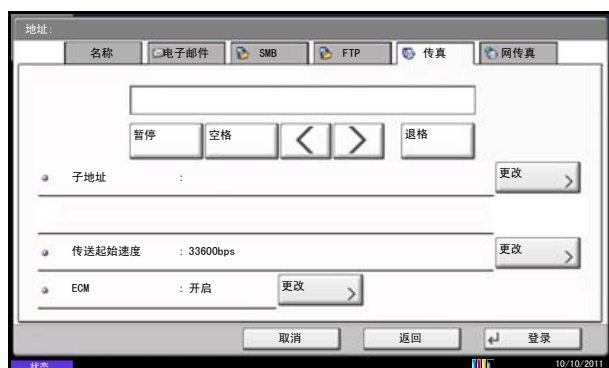 地址:
名称 电子邮件 SMB FTP 传真 网传真
暂停 空格 退格
子地址 : 更改
传送起始速度 : 33600bps 更改
ECM : 开启 更改
取消 返回 登录
状态 10/10/2011